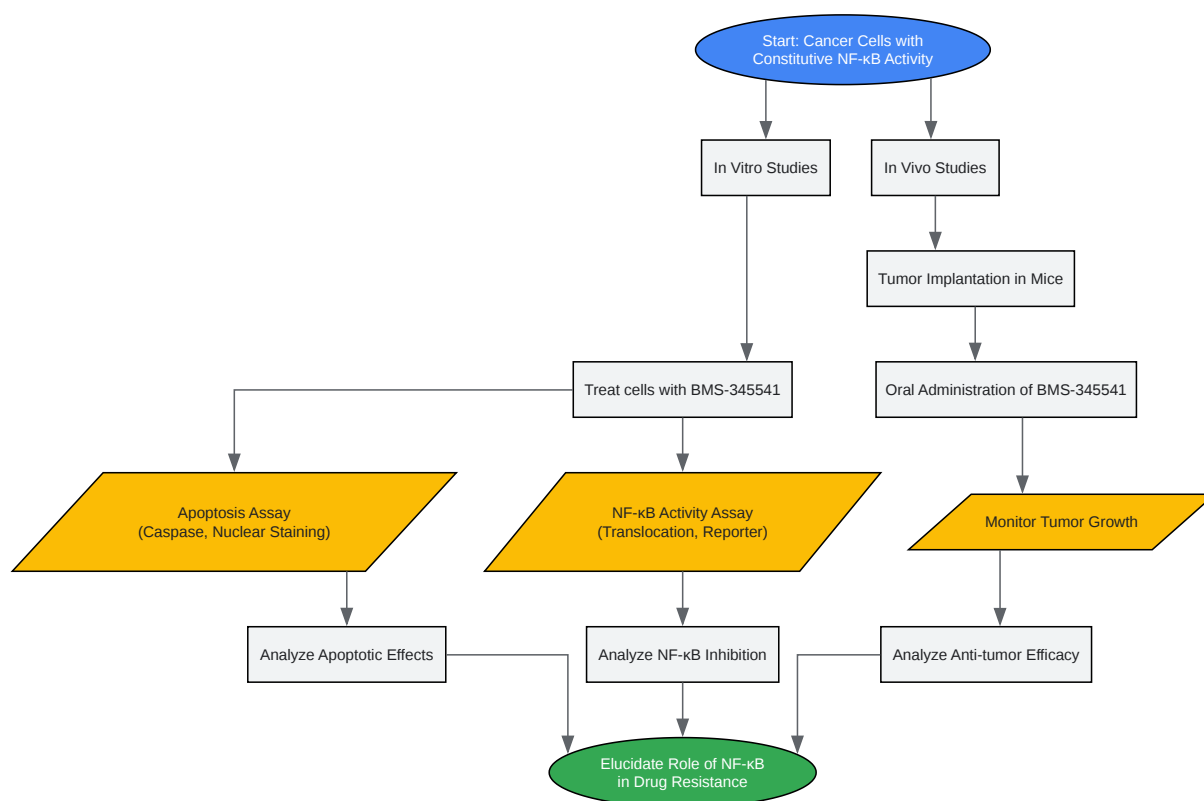 Start: Cancer Cells with
Constitutive NF-κB Activity
In Vitro Studies
In Vivo Studies
Tumor Implantation in Mice
Treat cells with BMS-345541
Oral Administration of BMS-345541
Apoptosis Assay
(Caspase, Nuclear Staining)
NF-κB Activity Assay
(Translocation, Reporter)
Monitor Tumor Growth
Analyze Apoptotic Effects
Analyze NF-κB Inhibition
Analyze Anti-tumor Efficacy
Elucidate Role of NF-κB
in Drug Resistance